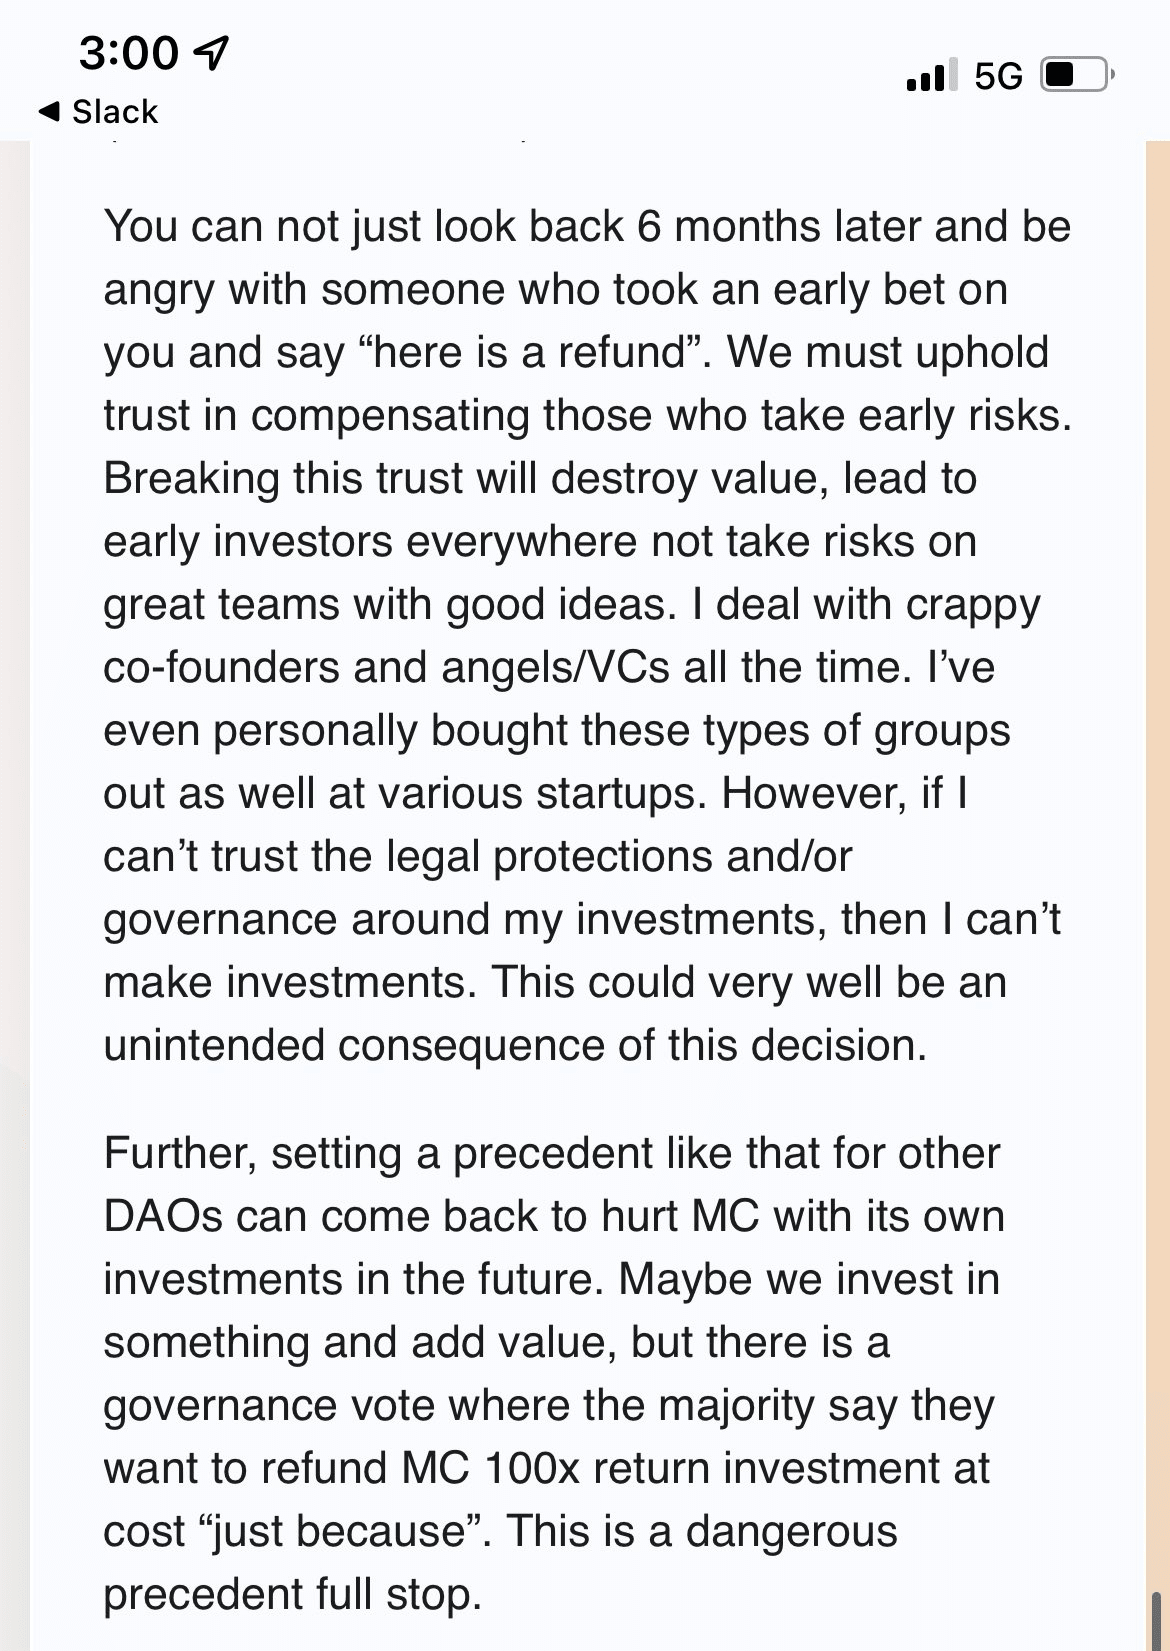 3:00
5G
Slack
You can not just look back 6 months later and be
angry with someone who took an early bet on
you and say “here is a refund”. We must uphold
trust in compensating those who take early risks.
Breaking this trust will destroy value, lead to
early investors everywhere not take risks on
great teams with good ideas. I deal with crappy
co-founders and angels/VCs all the time. I’ve
even personally bought these types of groups
out as well at various startups. However, if I
can’t trust the legal protections and/or
governance around my investments, then I can’t
make investments. This could very well be an
unintended consequence of this decision.
Further, setting a precedent like that for other
DAOs can come back to hurt MC with its own
investments in the future. Maybe we invest in
something and add value, but there is a
governance vote where the majority say they
want to refund MC 100x return investment at
cost “just because”. This is a dangerous
precedent full stop.